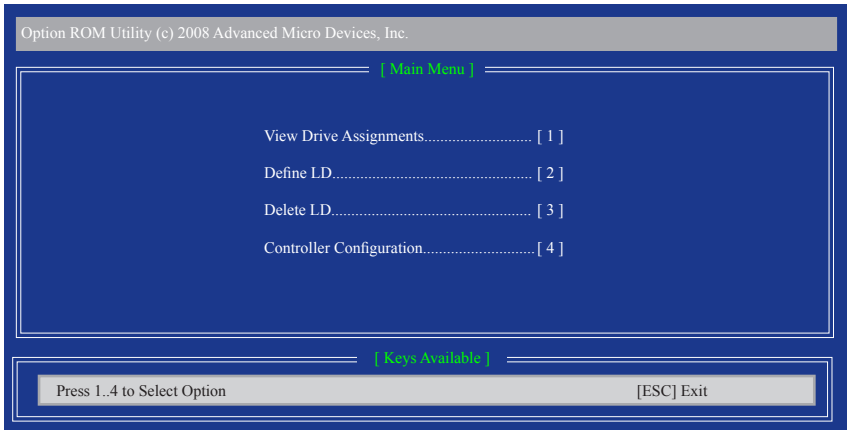 Option ROM Utility (c) 2008 Advanced Micro Devices, Inc.
[ Main Menu ]
View Drive Assignments........................... [ 1 ]
Define LD.................................................. [ 2 ]
Delete LD.................................................. [ 3 ]
Controller Configuration............................[ 4 ]
[ Keys Available ]
Press 1..4 to Select Option [ESC] Exit